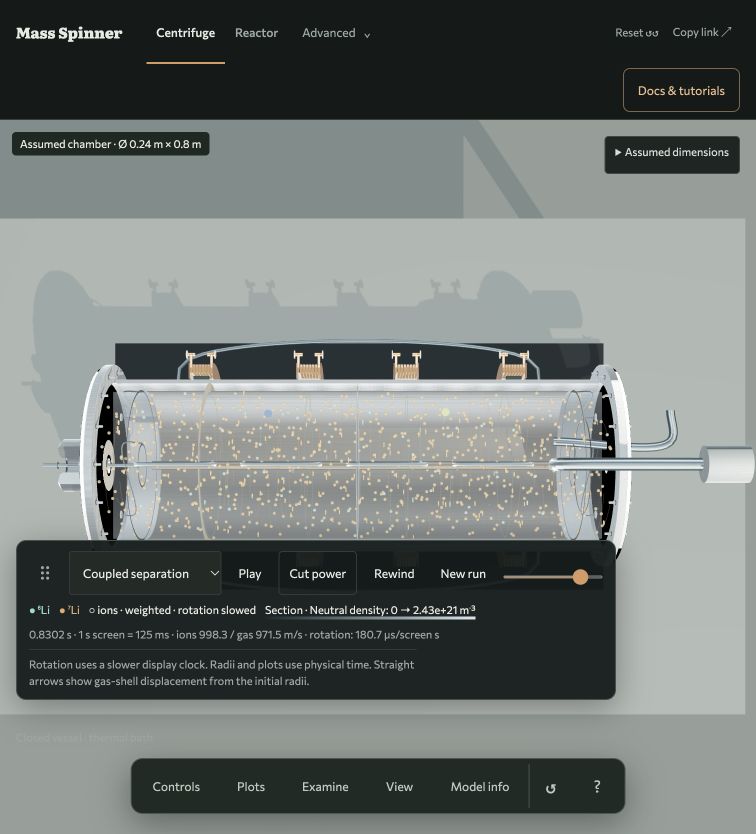 Mass Spinner
Centrifuge
Reactor
Advanced
Reset ↺↺
Copy link ↗
Docs & tutorials
Assumed chamber · Ø 0.24 m × 0.8 m
▶ Assumed dimensions
Coupled separation
Play
Cut power
Rewind
New run
● ⁶Li ● ⁷Li ○ ions · weighted · rotation slowed Section · Neutral density: 0 → 2.43e+21 m⁻³
0.8302 s · 1 s screen = 125 ms · ions 998.3 / gas 971.5 m/s · rotation: 180.7 µs/screen s
Rotation uses a slower display clock. Radii and plots use physical time. Straight
arrows show gas-shell displacement from the initial radii.
Closed vessel · thermal bath
Controls
Plots
Examine
View
Model info
↺
?